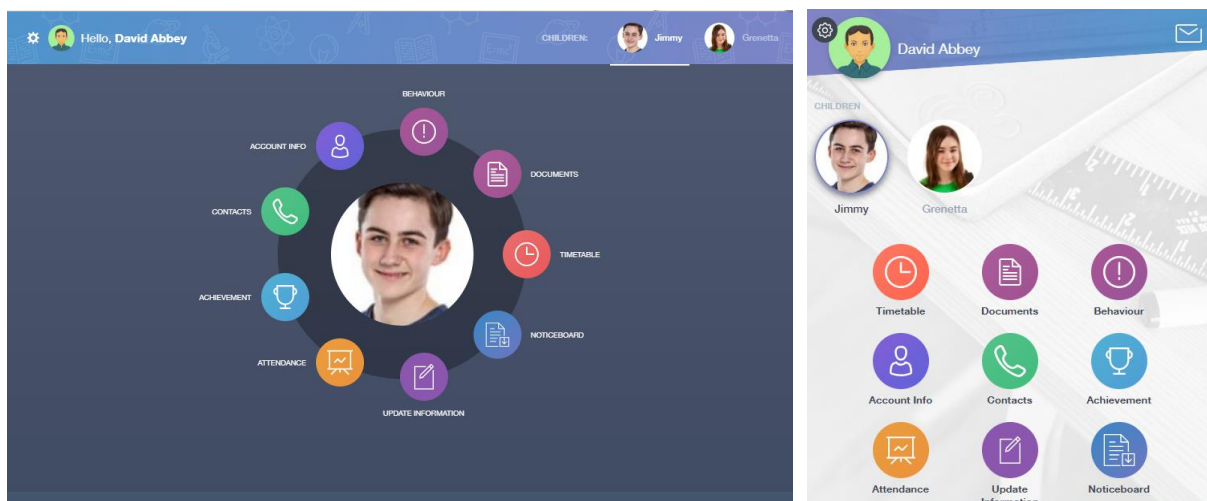 Hello, David Abbey
CHILDREN:
Jimmy
Grenetta
BEHAVIOUR
ACCOUNT INFO
DOCUMENTS
CONTACTS
TIMETABLE
ACHIEVEMENT
NOTICEBOARD
ATTENDANCE
UPDATE INFORMATION
David Abbey
CHILDREN
Jimmy
Grenetta
Timetable
Documents
Behaviour
Account Info
Contacts
Achievement
Attendance
Update
Information
Noticeboard